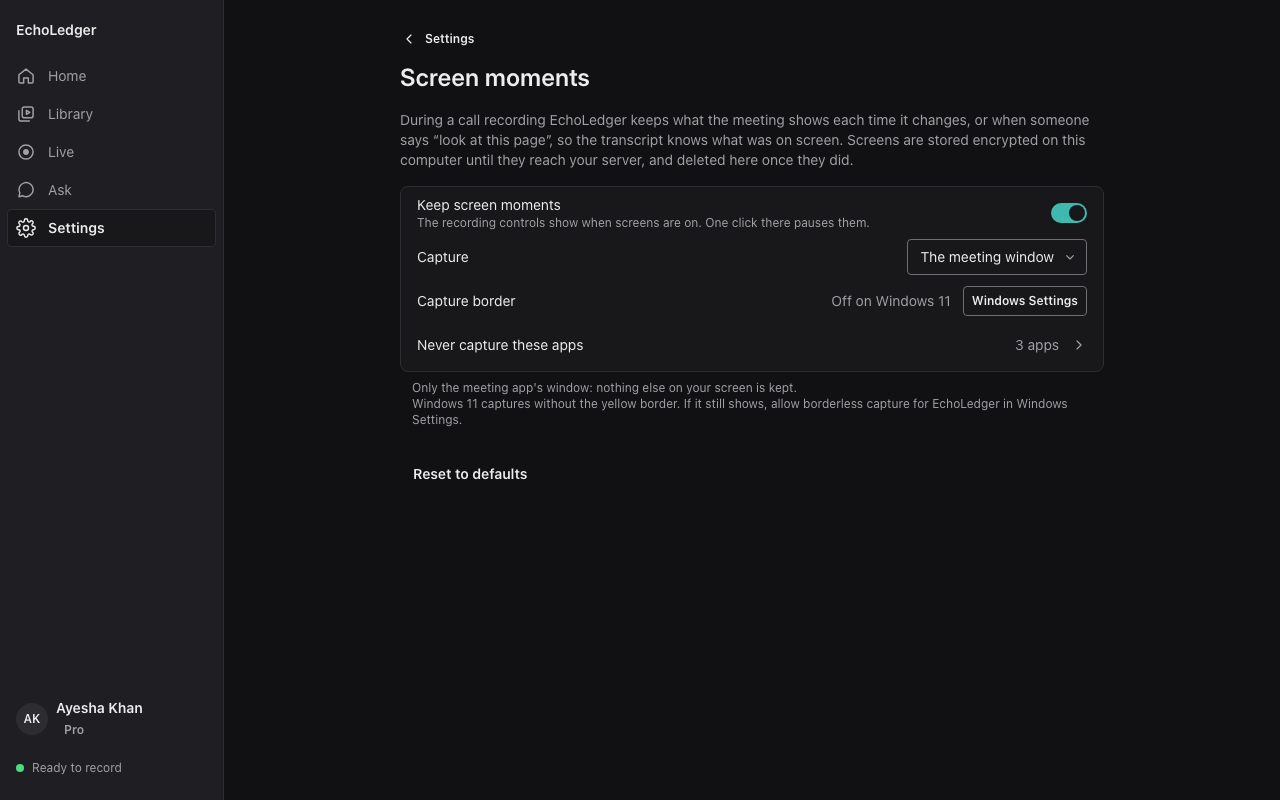 EchoLedger
Home
Library
Live
Ask
Settings
AK
Ayesha Khan
Pro
Ready to record
Settings
Screen moments
During a call recording EchoLedger keeps what the meeting shows each time it changes, or when someone
says “look at this page”, so the transcript knows what was on screen. Screens are stored encrypted on this
computer until they reach your server, and deleted here once they did.
Keep screen moments
The recording controls show when screens are on. One click there pauses them.
Capture
The meeting window
Capture border
Off on Windows 11
Windows Settings
Never capture these apps
3 apps
Only the meeting app's window: nothing else on your screen is kept.
Windows 11 captures without the yellow border. If it still shows, allow borderless capture for EchoLedger in Windows
Settings.
Reset to defaults